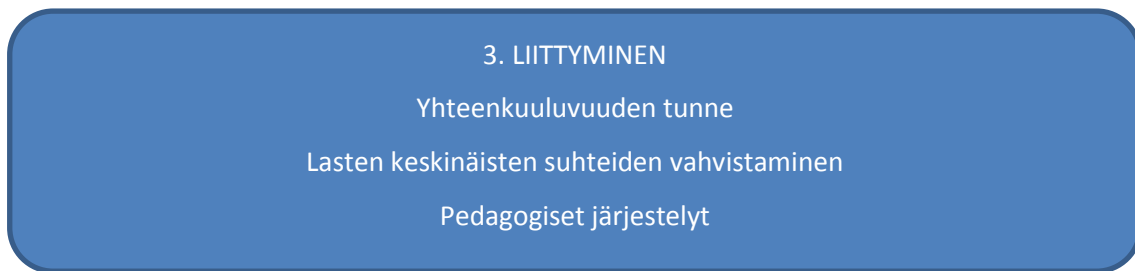 3. LIITTYMINEN
Yhteenkuuluvuuden tunne
Lasten keskinäisten suhteiden vahvistaminen
Pedagogiset järjestelyt